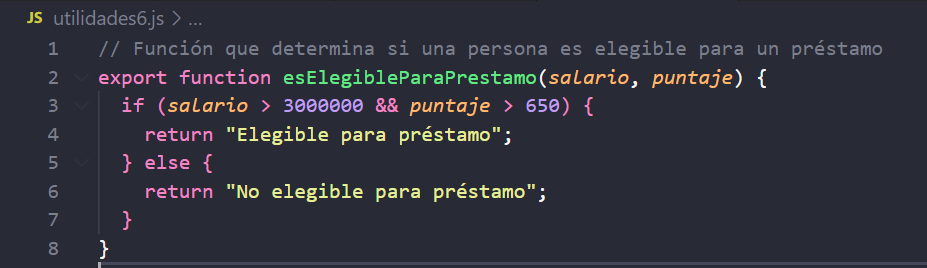 JS utilidades6.js > ...
1 // Función que determina si una persona es elegible para un préstamo
2 export function esElegibleParaPrestamo(salario, puntaje) {
3 if (salario > 3000000 && puntaje > 650) {
4 return "Elegible para préstamo";
5 } else {
6 return "No elegible para préstamo";
7 }
8 }